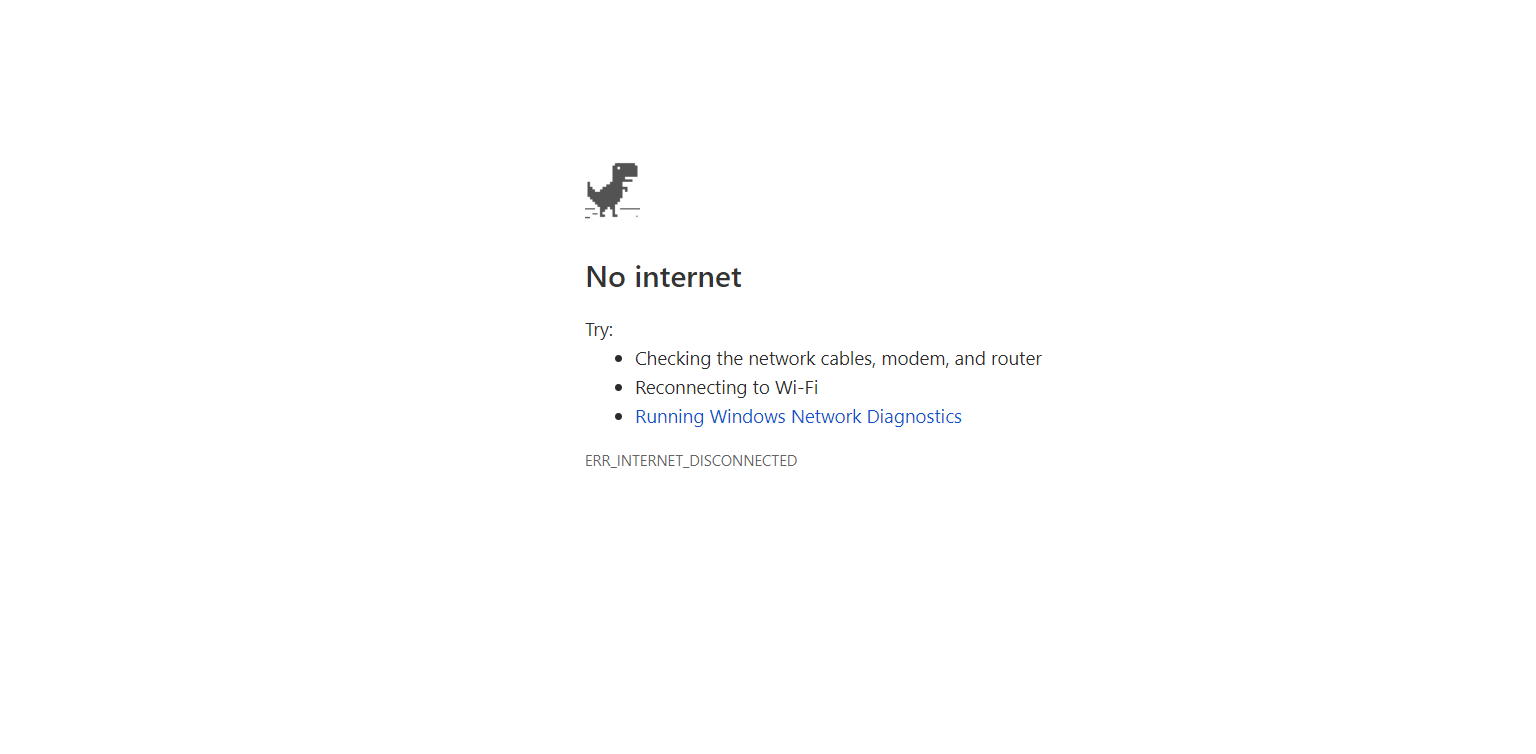 No internet
Try:
Checking the network cables, modem, and router
Reconnecting to Wi-Fi
Running Windows Network Diagnostics
ERR_INTERNET_DISCONNECTED